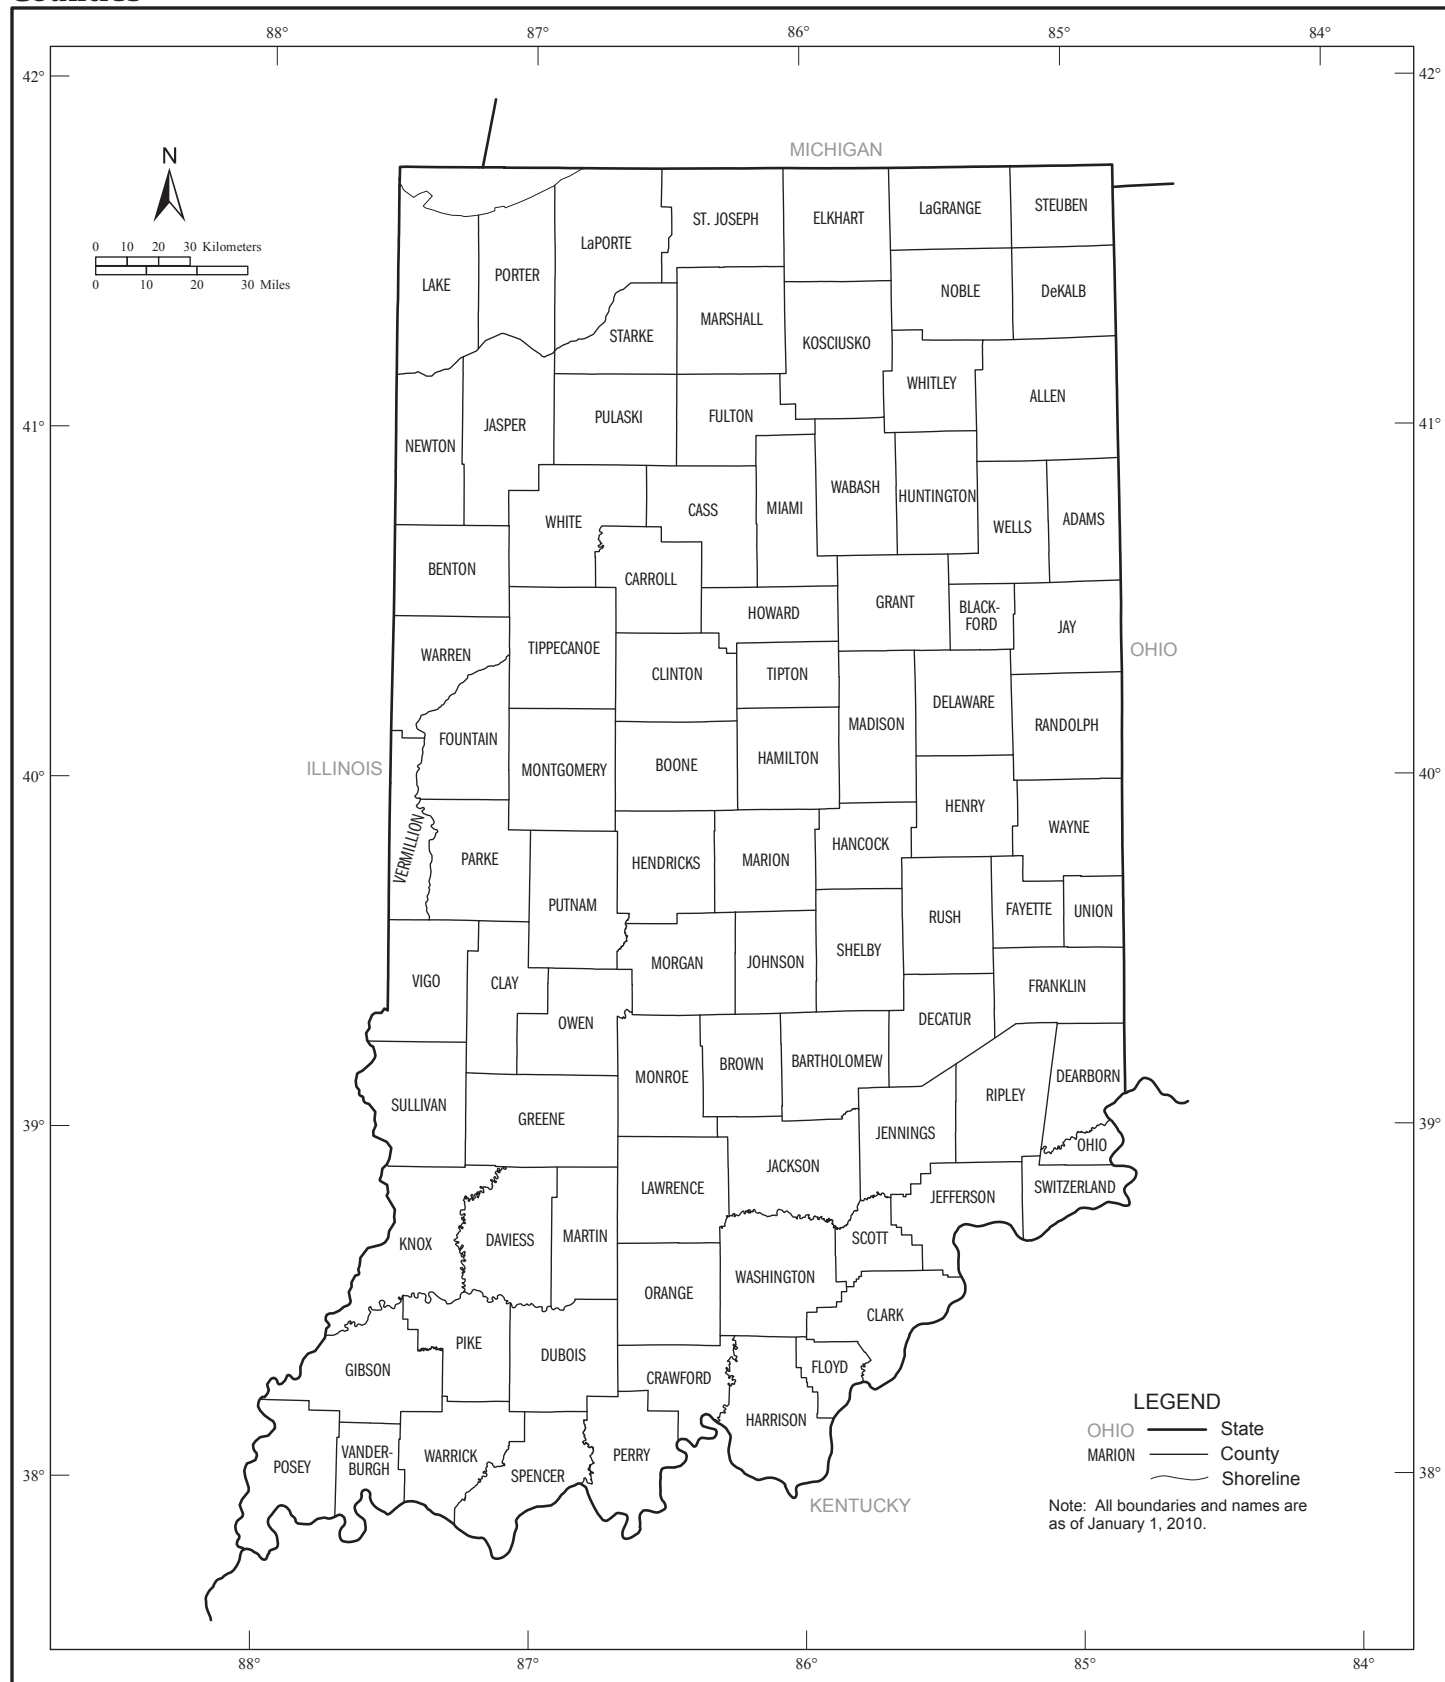 Counties
88° 87° 86° 85° 84°
42° 42°
MICHIGAN
N
0 10 20 30 Kilometers
0 10 20 30 Miles
ST. JOSEPH
ELKHART
LaGRANGE
STEUBEN
LaPORTE
PORTER
LAKE
NOBLE
DeKALB
MARSHALL
STARKE
KOSCIUSKO
WHITLEY
ALLEN
41° 41°
PULASKI
FULTON
JASPER
NEWTON
WABASH
HUNTINGTON
MIAMI
CASS
WHITE
WELLS
ADAMS
BENTON
CARROLL
GRANT
BLACK-
FORD
HOWARD
JAY
TIPPECANOE
WARREN
OHIO
CLINTON
TIPTON
DELAWARE
MADISON
RANDOLPH
FOUNTAIN
ILLINOIS
MONTGOMERY
BOONE
HAMILTON
40° 40°
HENRY
WAYNE
VERMILLION
PARKE
HENDRICKS
MARION
HANCOCK
PUTNAM
RUSH
FAYETTE
UNION
SHELBY
MORGAN
JOHNSON
VIGO
CLAY
FRANKLIN
OWEN
DECATUR
MONROE
BROWN
BARTHOLOMEW
DEARBORN
RIPLEY
SULLIVAN
GREENE
39° 39°
JENNINGS
OHIO
JACKSON
LAWRENCE
JEFFERSON
SWITZERLAND
KNOX
DAVIESS
MARTIN
SCOTT
WASHINGTON
ORANGE
CLARK
PIKE
DUBOIS
GIBSON
CRAWFORD
FLOYD
HARRISON
POSEY
VANDER-
BURGH
WARRICK
SPENCER
PERRY
38° 38°
KENTUCKY
LEGEND
OHIO State
MARION County
Shoreline
Note: All boundaries and names are
as of January 1, 2010.
88° 87° 86° 85° 84°